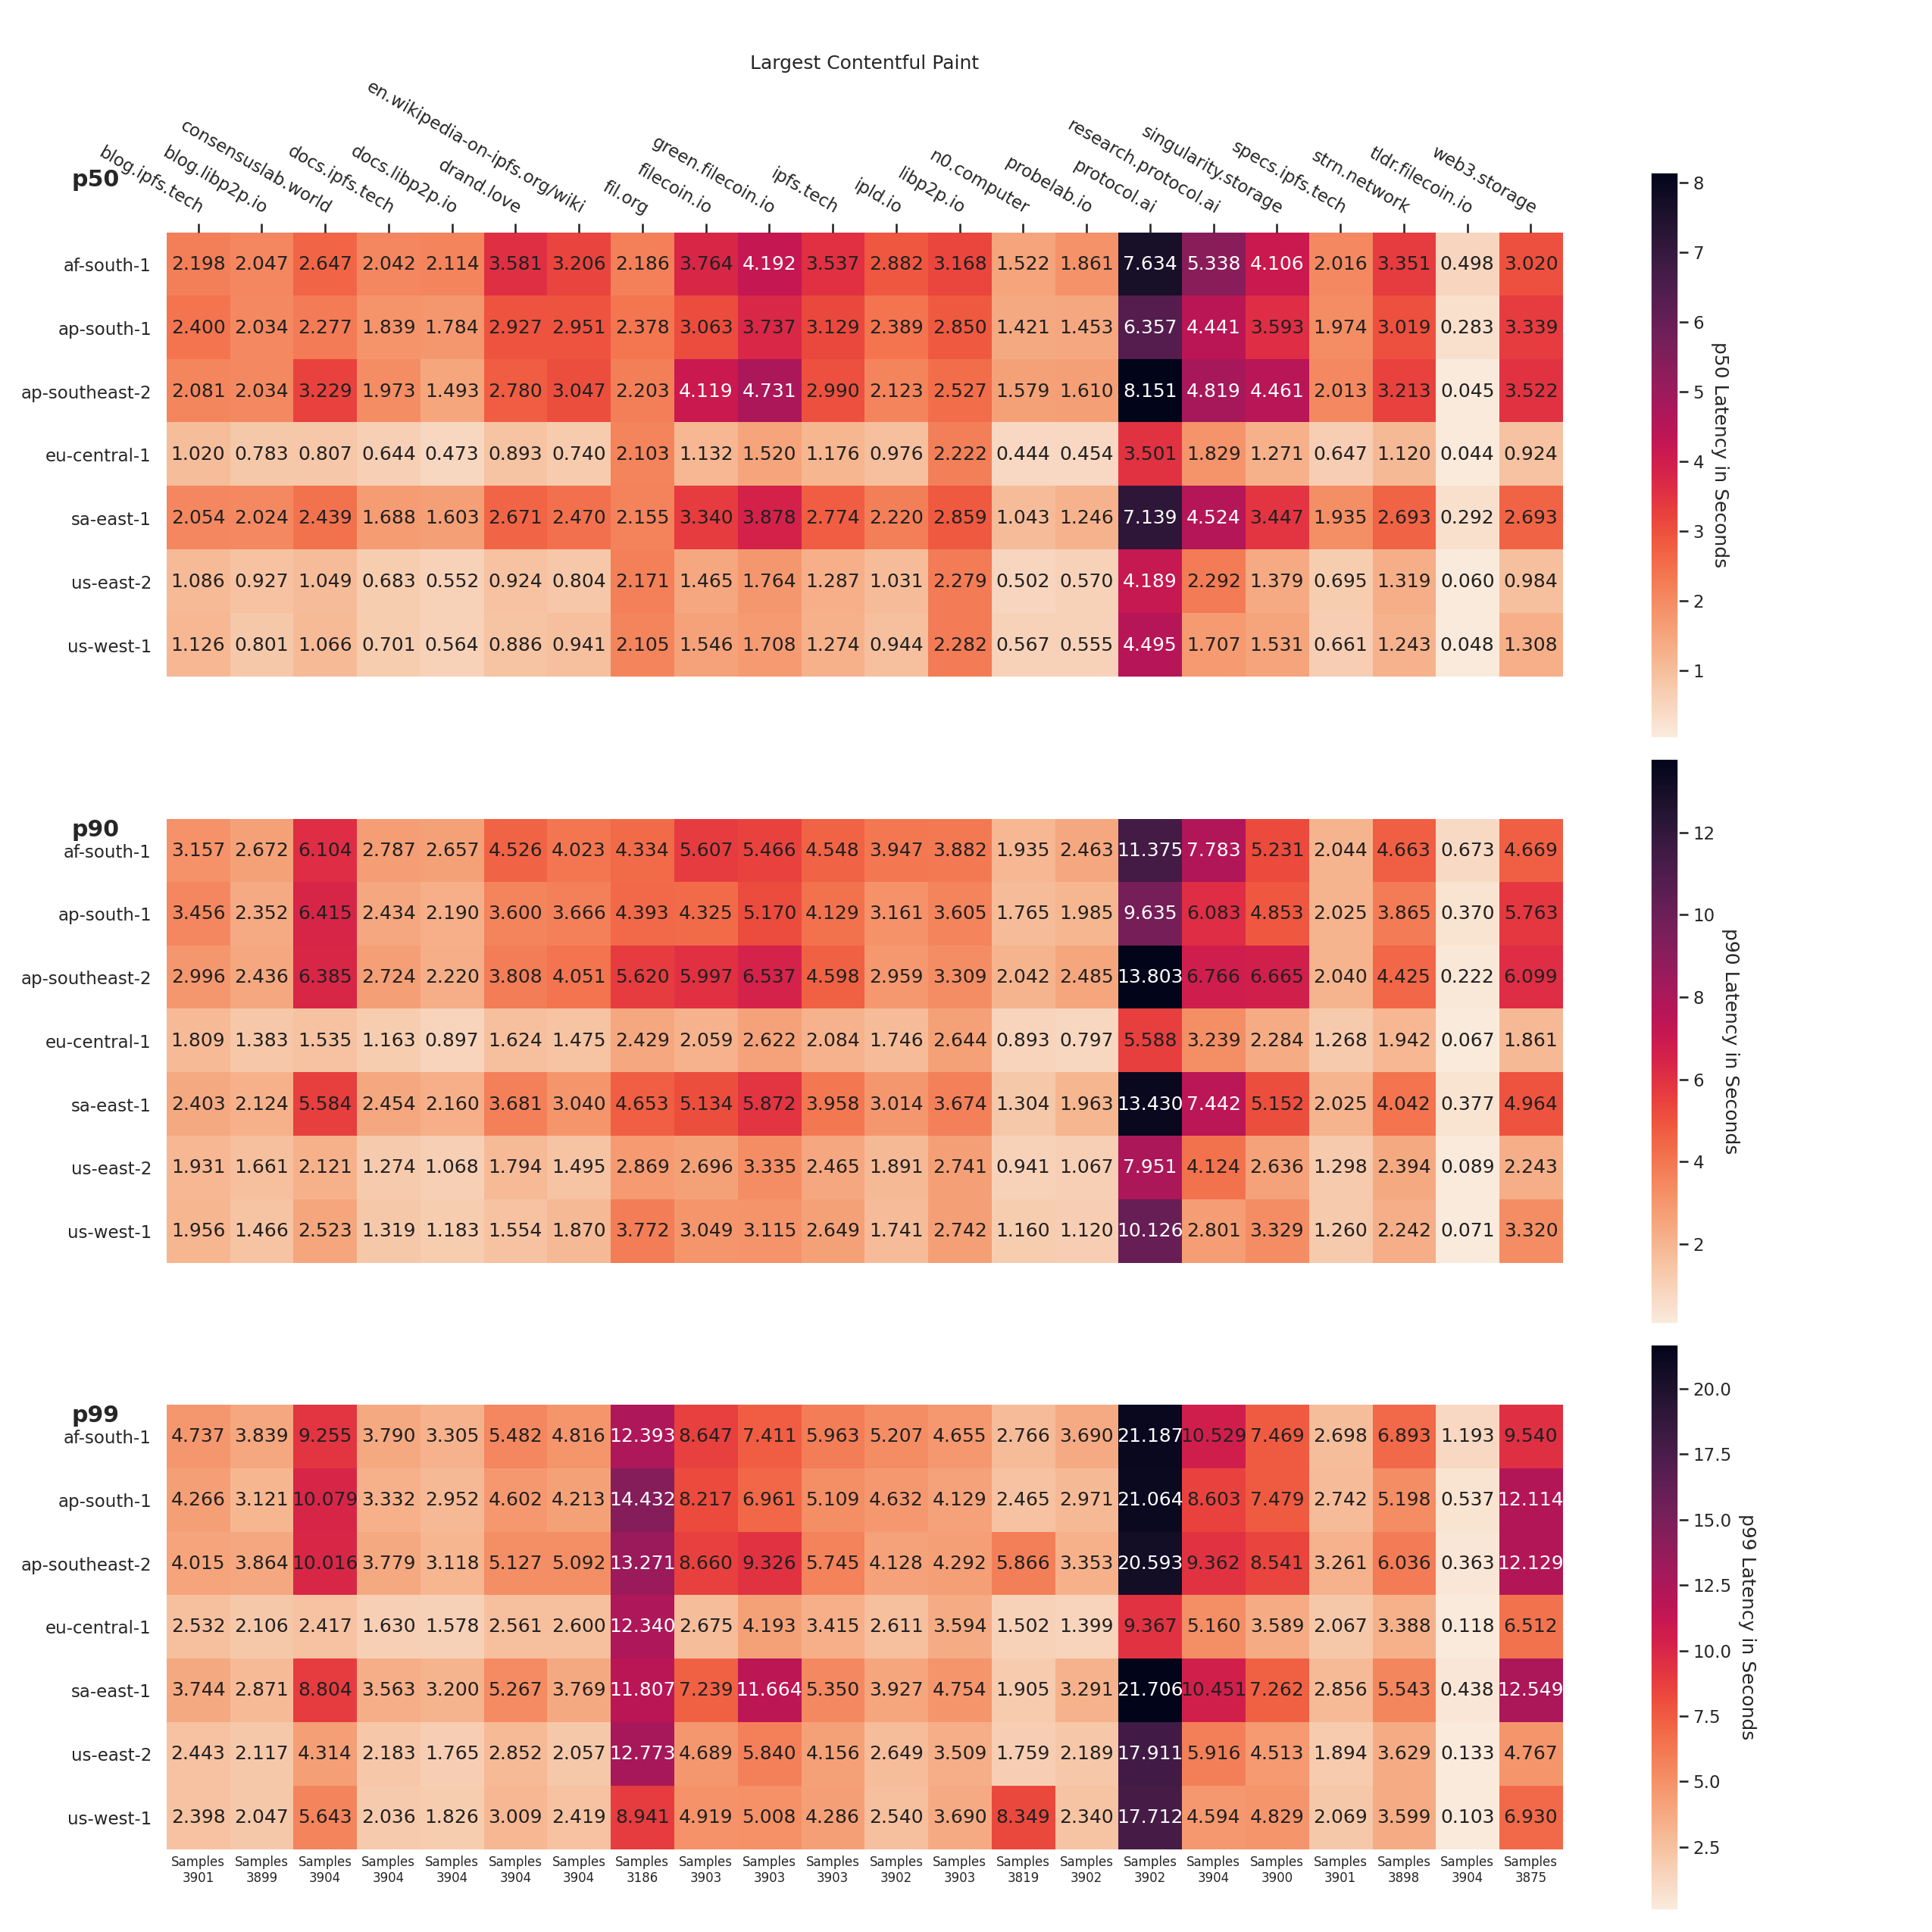 Largest Contentful Paint
p50
blog.ipfs.tech
blog.libp2p.io
consensuslab.world
docs.ipfs.tech
docs.libp2p.io
drand.love
en.wikipedia-on-ipfs.org/wiki
fil.org
filecoin.io
green.filecoin.io
ipfs.tech
ipld.io
libp2p.io
n0.computer
probelab.io
protocol.ai
research.protocol.ai
singularity.storage
specs.ipfs.tech
strn.network
tldr.filecoin.io
web3.storage
af-south-1 2.198 2.047 2.647 2.042 2.114 3.581 3.206 2.186 3.764 4.192 3.537 2.882 3.168 1.522 1.861 7.634 5.338 4.106 2.016 3.351 0.498 3.020
ap-south-1 2.400 2.034 2.277 1.839 1.784 2.927 2.951 2.378 3.063 3.737 3.129 2.389 2.850 1.421 1.453 6.357 4.441 3.593 1.974 3.019 0.283 3.339
ap-southeast-2 2.081 2.034 3.229 1.973 1.493 2.780 3.047 2.203 4.119 4.731 2.990 2.123 2.527 1.579 1.610 8.151 4.819 4.461 2.013 3.213 0.045 3.522
eu-central-1 1.020 0.783 0.807 0.644 0.473 0.893 0.740 2.103 1.132 1.520 1.176 0.976 2.222 0.444 0.454 3.501 1.829 1.271 0.647 1.120 0.044 0.924
sa-east-1 2.054 2.024 2.439 1.688 1.603 2.671 2.470 2.155 3.340 3.878 2.774 2.220 2.859 1.043 1.246 7.139 4.524 3.447 1.935 2.693 0.292 2.693
us-east-2 1.086 0.927 1.049 0.683 0.552 0.924 0.804 2.171 1.465 1.764 1.287 1.031 2.279 0.502 0.570 4.189 2.292 1.379 0.695 1.319 0.060 0.984
us-west-1 1.126 0.801 1.066 0.701 0.564 0.886 0.941 2.105 1.546 1.708 1.274 0.944 2.282 0.567 0.555 4.495 1.707 1.531 0.661 1.243 0.048 1.308
8
7
6
5
4
3
2
1
p50 Latency in Seconds
p90
af-south-1 3.157 2.672 6.104 2.787 2.657 4.526 4.023 4.334 5.607 5.466 4.548 3.947 3.882 1.935 2.463 11.375 7.783 5.231 2.044 4.663 0.673 4.669
ap-south-1 3.456 2.352 6.415 2.434 2.190 3.600 3.666 4.393 4.325 5.170 4.129 3.161 3.605 1.765 1.985 9.635 6.083 4.853 2.025 3.865 0.370 5.763
ap-southeast-2 2.996 2.436 6.385 2.724 2.220 3.808 4.051 5.620 5.997 6.537 4.598 2.959 3.309 2.042 2.485 13.803 6.766 6.665 2.040 4.425 0.222 6.099
eu-central-1 1.809 1.383 1.535 1.163 0.897 1.624 1.475 2.429 2.059 2.622 2.084 1.746 2.644 0.893 0.797 5.588 3.239 2.284 1.268 1.942 0.067 1.861
sa-east-1 2.403 2.124 5.584 2.454 2.160 3.681 3.040 4.653 5.134 5.872 3.958 3.014 3.674 1.304 1.963 13.430 7.442 5.152 2.025 4.042 0.377 4.964
us-east-2 1.931 1.661 2.121 1.274 1.068 1.794 1.495 2.869 2.696 3.335 2.465 1.891 2.741 0.941 1.067 7.951 4.124 2.636 1.298 2.394 0.089 2.243
us-west-1 1.956 1.466 2.523 1.319 1.183 1.554 1.870 3.772 3.049 3.115 2.649 1.741 2.742 1.160 1.120 10.126 2.801 3.329 1.260 2.242 0.071 3.320
12
10
8
6
4
2
p90 Latency in Seconds
p99
af-south-1 4.737 3.839 9.255 3.790 3.305 5.482 4.816 12.393 8.647 7.411 5.963 5.207 4.655 2.766 3.690 21.187 10.529 7.469 2.698 6.893 1.193 9.540
ap-south-1 4.266 3.121 10.079 3.332 2.952 4.602 4.213 14.432 8.217 6.961 5.109 4.632 4.129 2.465 2.971 21.064 8.603 7.479 2.742 5.198 0.537 12.114
ap-southeast-2 4.015 3.864 10.016 3.779 3.118 5.127 5.092 13.271 8.660 9.326 5.745 4.128 4.292 5.866 3.353 20.593 9.362 8.541 3.261 6.036 0.363 12.129
eu-central-1 2.532 2.106 2.417 1.630 1.578 2.561 2.600 12.340 2.675 4.193 3.415 2.611 3.594 1.502 1.399 9.367 5.160 3.589 2.067 3.388 0.118 6.512
sa-east-1 3.744 2.871 8.804 3.563 3.200 5.267 3.769 11.807 7.239 11.664 5.350 3.927 4.754 1.905 3.291 21.706 10.451 7.262 2.856 5.543 0.438 12.549
us-east-2 2.443 2.117 4.314 2.183 1.765 2.852 2.057 12.773 4.689 5.840 4.156 2.649 3.509 1.759 2.189 17.911 5.916 4.513 1.894 3.629 0.133 4.767
us-west-1 2.398 2.047 5.643 2.036 1.826 3.009 2.419 8.941 4.919 5.008 4.286 2.540 3.690 8.349 2.340 17.712 4.594 4.829 2.069 3.599 0.103 6.930
Samples Samples Samples Samples Samples Samples Samples Samples Samples Samples Samples Samples Samples Samples Samples Samples Samples Samples Samples Samples Samples Samples
3901 3899 3904 3904 3904 3904 3904 3186 3903 3903 3903 3902 3903 3819 3902 3902 3904 3900 3901 3898 3904 3875
20.0
17.5
15.0
12.5
10.0
7.5
5.0
2.5
p99 Latency in Seconds